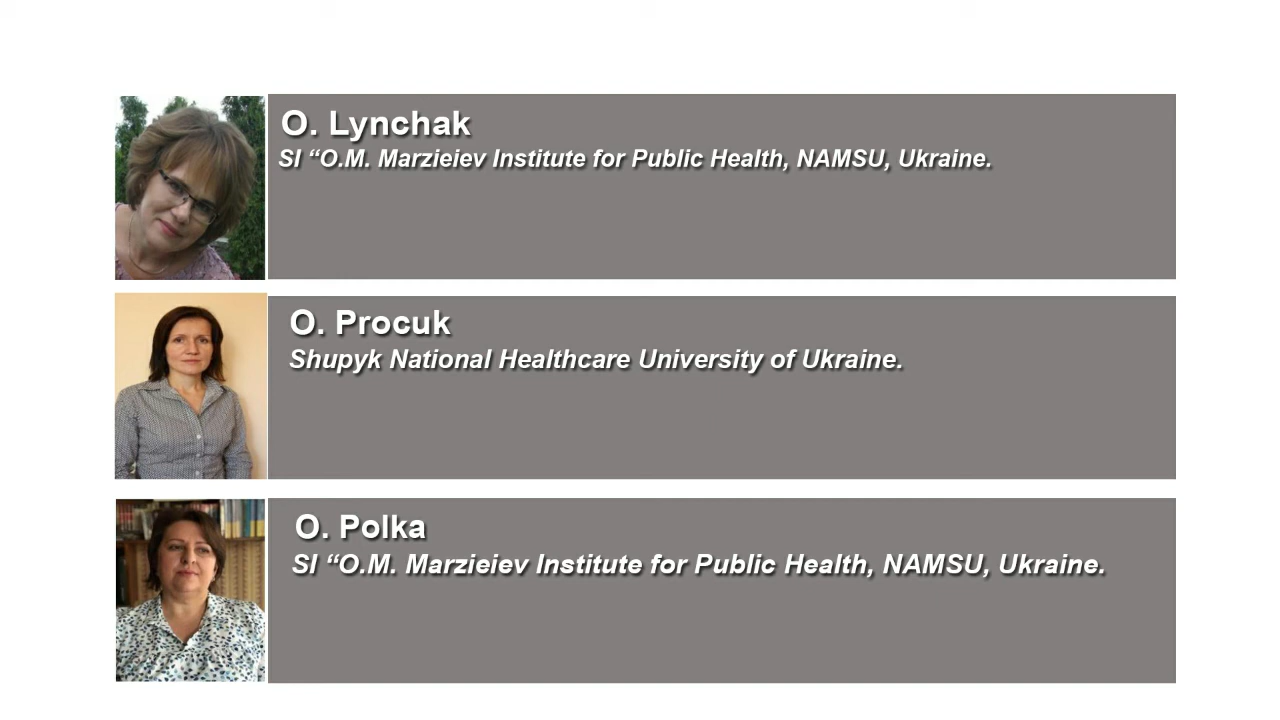 O. Lynchak
SI “O.M. Marzieiev Institute for Public Health, NAMSU, Ukraine.
O. Procuk
Shupyk National Healthcare University of Ukraine.
O. Polka
SI “O.M. Marzieiev Institute for Public Health, NAMSU, Ukraine.